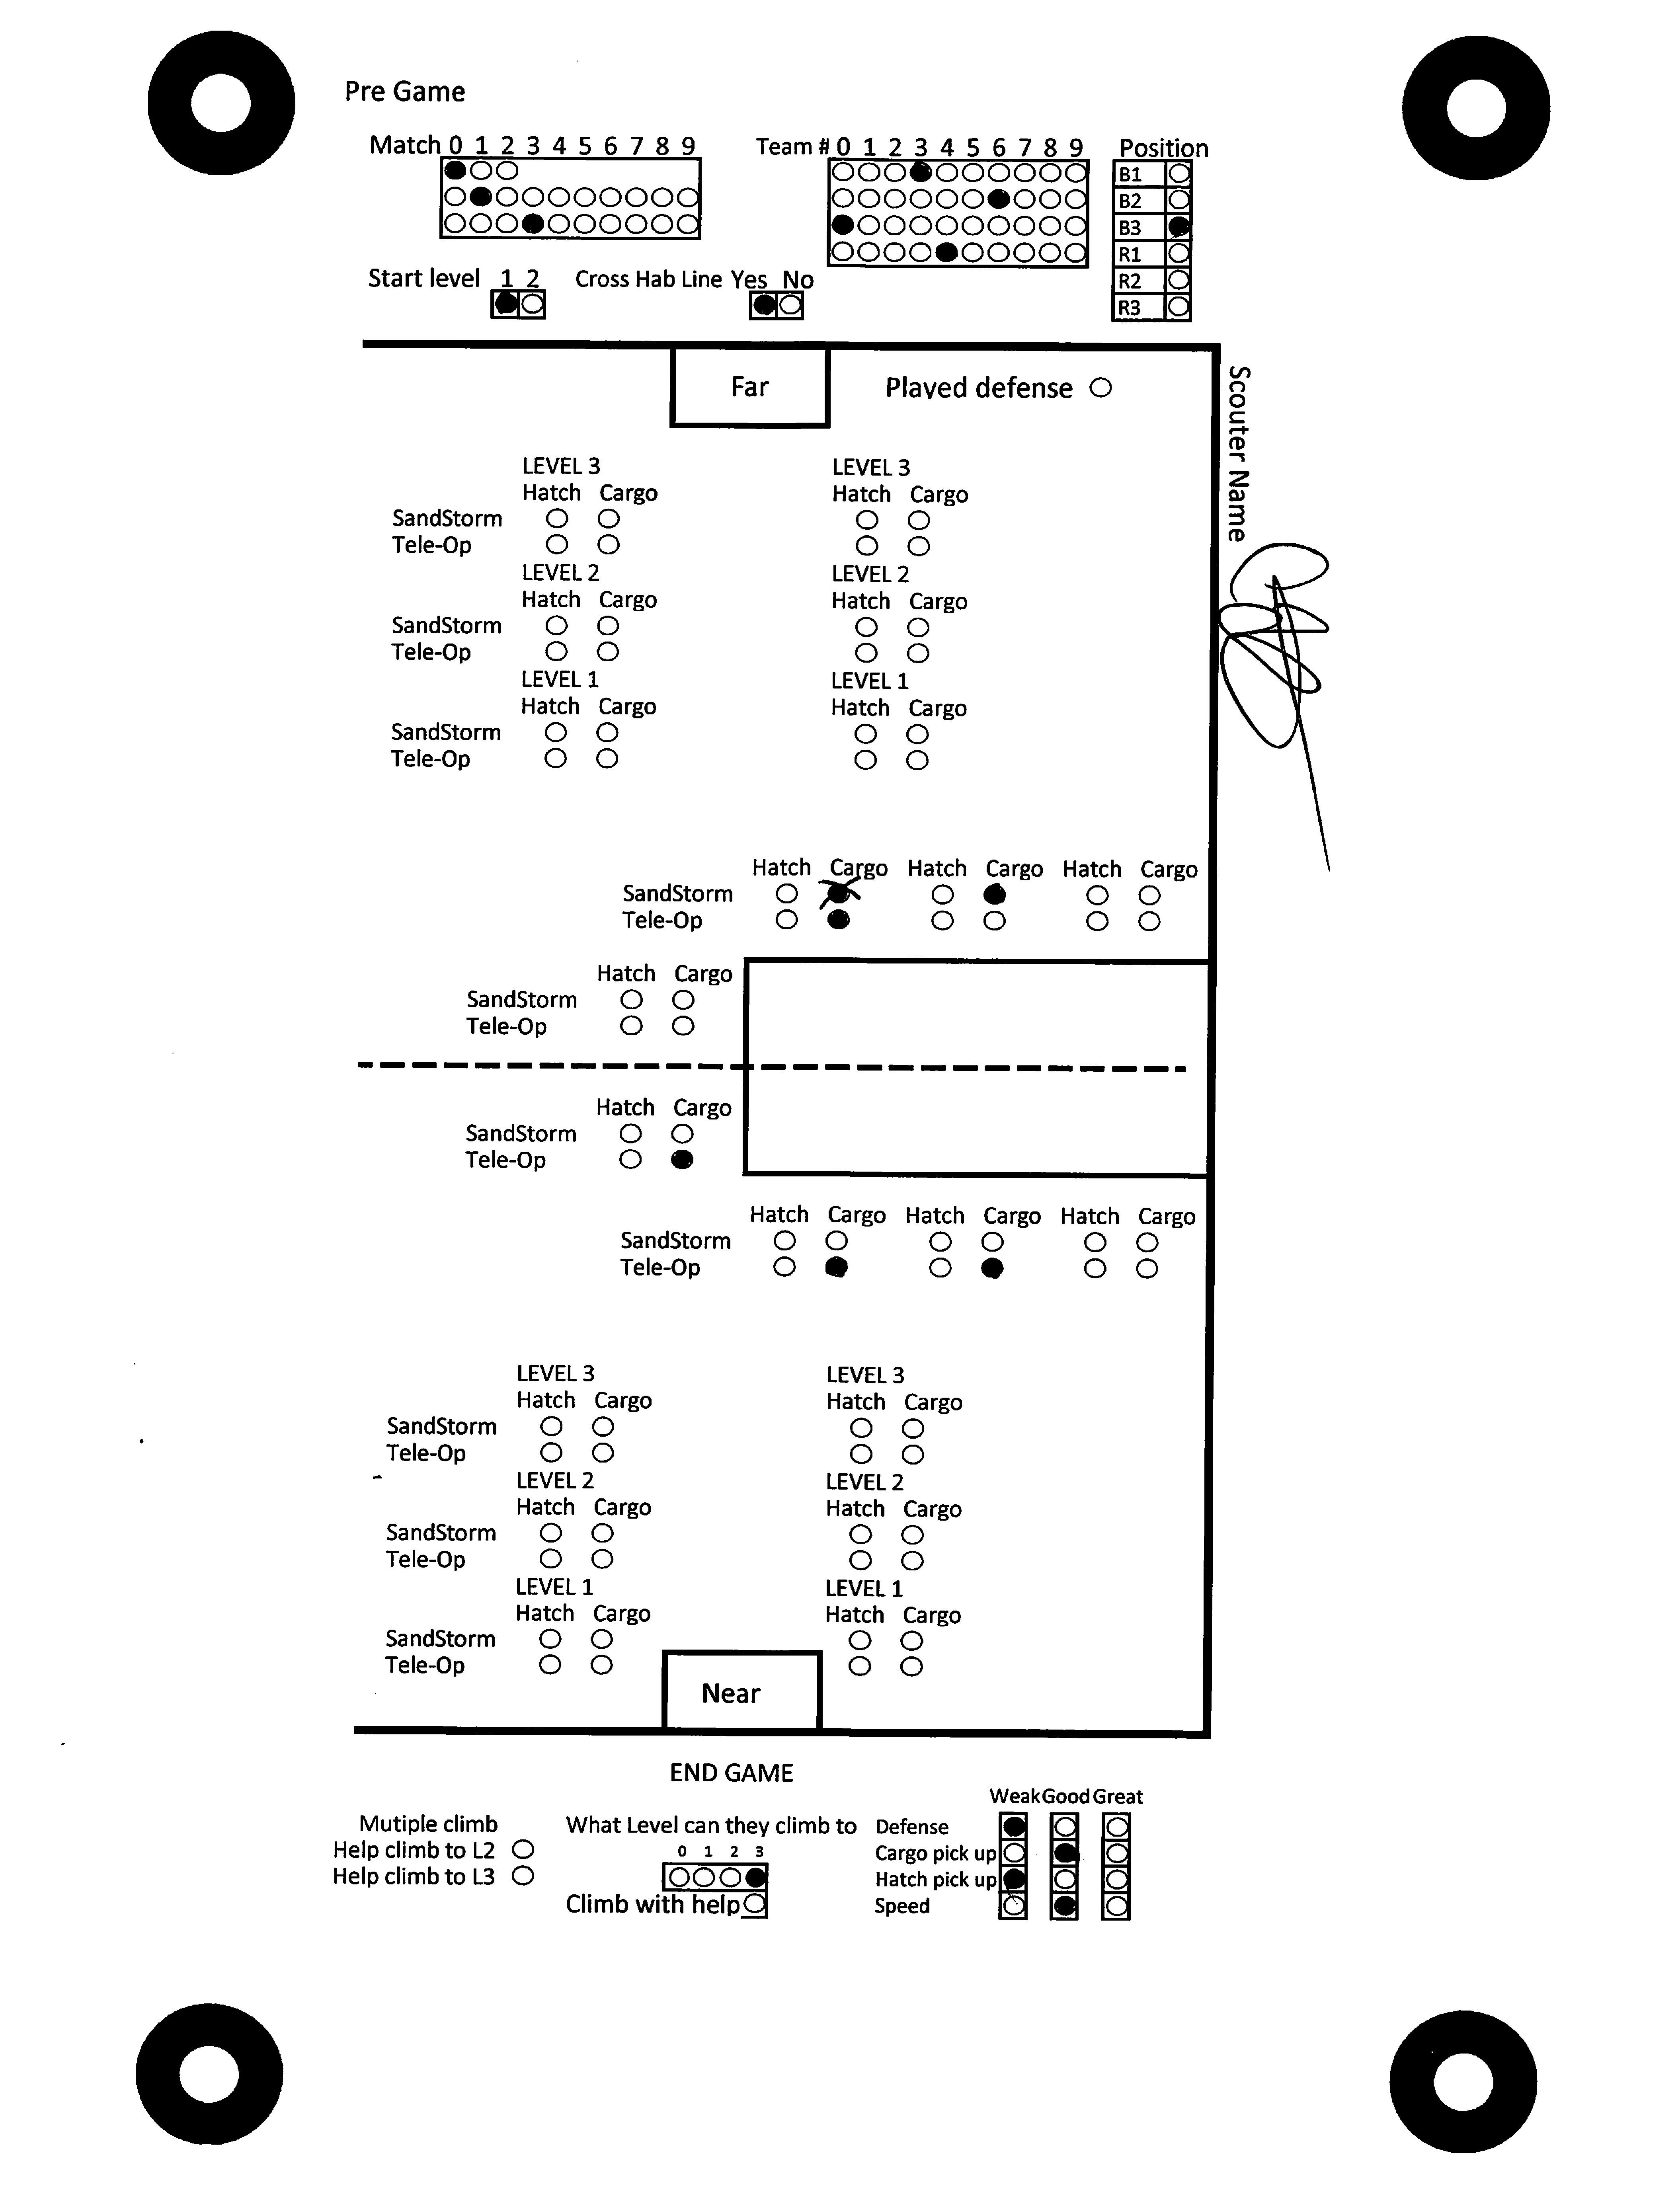 Pre Game
Match 0 1 2 3 4 5 6 7 8 9
Team # 0 1 2 3 4 5 6 7 8 9
Position
B1
B2
B3
R1
R2
R3
Start level 1 2
Cross Hab Line Yes No
Far
Played defense
Scouter Name
LEVEL 3 LEVEL 3
Hatch Cargo Hatch Cargo
SandStorm
Tele-Op
LEVEL 2 LEVEL 2
Hatch Cargo Hatch Cargo
SandStorm
Tele-Op
LEVEL 1 LEVEL 1
Hatch Cargo Hatch Cargo
SandStorm
Tele-Op
Hatch Cargo Hatch Cargo Hatch Cargo
SandStorm
Tele-Op
Hatch Cargo
SandStorm
Tele-Op
Hatch Cargo
SandStorm
Tele-Op
Hatch Cargo Hatch Cargo Hatch Cargo
SandStorm
Tele-Op
LEVEL 3 LEVEL 3
Hatch Cargo Hatch Cargo
SandStorm
Tele-Op
LEVEL 2 LEVEL 2
Hatch Cargo Hatch Cargo
SandStorm
Tele-Op
LEVEL 1 LEVEL 1
Hatch Cargo Hatch Cargo
SandStorm
Tele-Op
Near
END GAME
Mutiple climb
Help climb to L2
Help climb to L3
What Level can they climb to
0 1 2 3
Climb with help
Weak Good Great
Defense
Cargo pick up
Hatch pick up
Speed